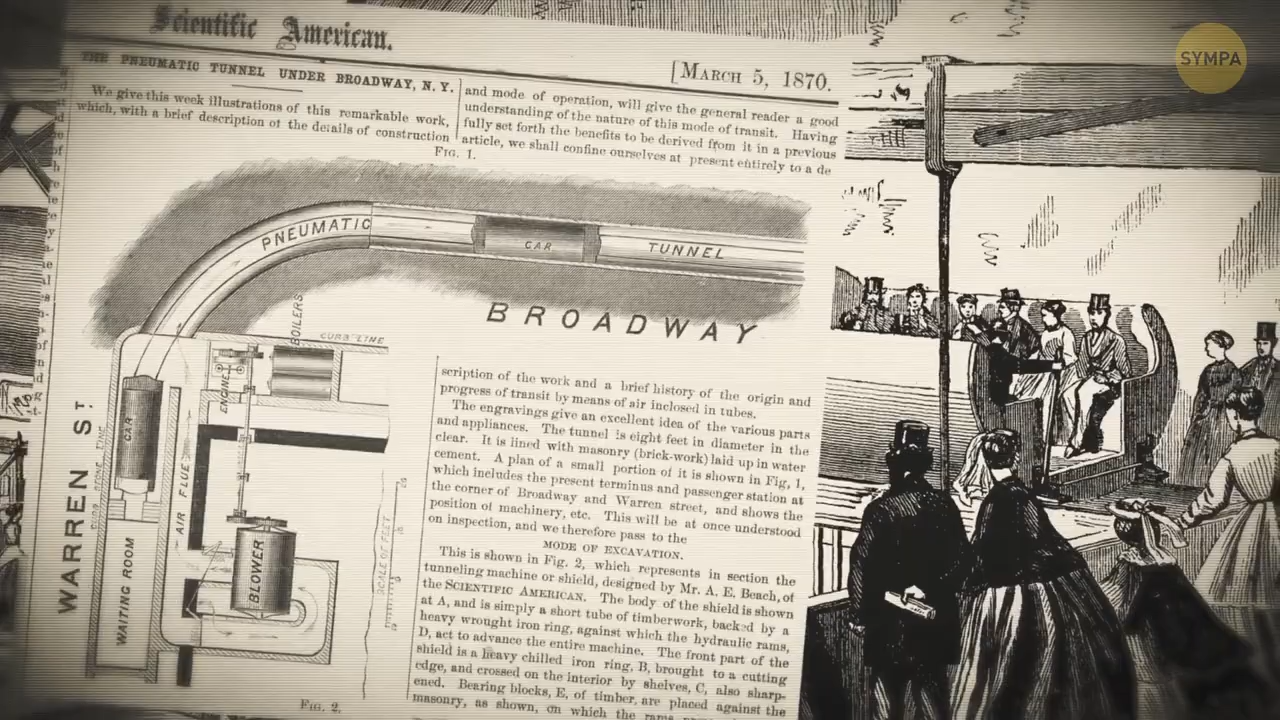 Scientific American.
[MARCH 5, 1870.
SYMPA
THE PNEUMATIC TUNNEL UNDER BROADWAY, N. Y.
We give this week illustrations of this remarkable work,
which, with a brief description of the details of construction
and mode of operation, will give the general reader a good
understanding of the nature of this mode of transit. Having
fully set forth the benefits to be derived from it in a previous
article, we shall confine ourselves at present entirely to a de
FIG. 1.
PNEUMATIC
CAR
TUNNEL
BROADWAY
BOILERS
CURB LINE
ENGINE
CAR
WARREN ST.
AIR FLUE
BLOWER
WAITING ROOM
SCALE OF FEET
FIG. 2.
scription of the work and a brief history of the origin and
progress of transit by means of air inclosed in tubes.
The engravings give an excellent idea of the various parts
and appliances. The tunnel is eight feet in diameter in the
clear. It is lined with masonry (brick-work) laid up in water
cement. A plan of a small portion of it is shown in Fig, 1,
which includes the present terminus and passenger station at
the corner of Broadway and Warren street, and shows the
position of machinery, etc. This will be at once understood
on inspection, and we therefore pass to the
MODE OF EXCAVATION.
This is shown in Fig. 2, which represents in section the
tunneling machine or shield, designed by Mr. A. E. Beach, of
the SCIENTIFIC AMERICAN. The body of the shield is shown
at A, and is simply a short tube of timberwork, backed by a
heavy wrought iron ring, against which the hydraulic rams,
D, act to advance the entire machine. The front part of the
shield is a heavy chilled iron ring, B, brought to a cutting
edge, and crossed on the interior by shelves, C, also sharp-
ened. Bearing blocks, E, of timber, are placed against the
masonry, as shown, on which the rams